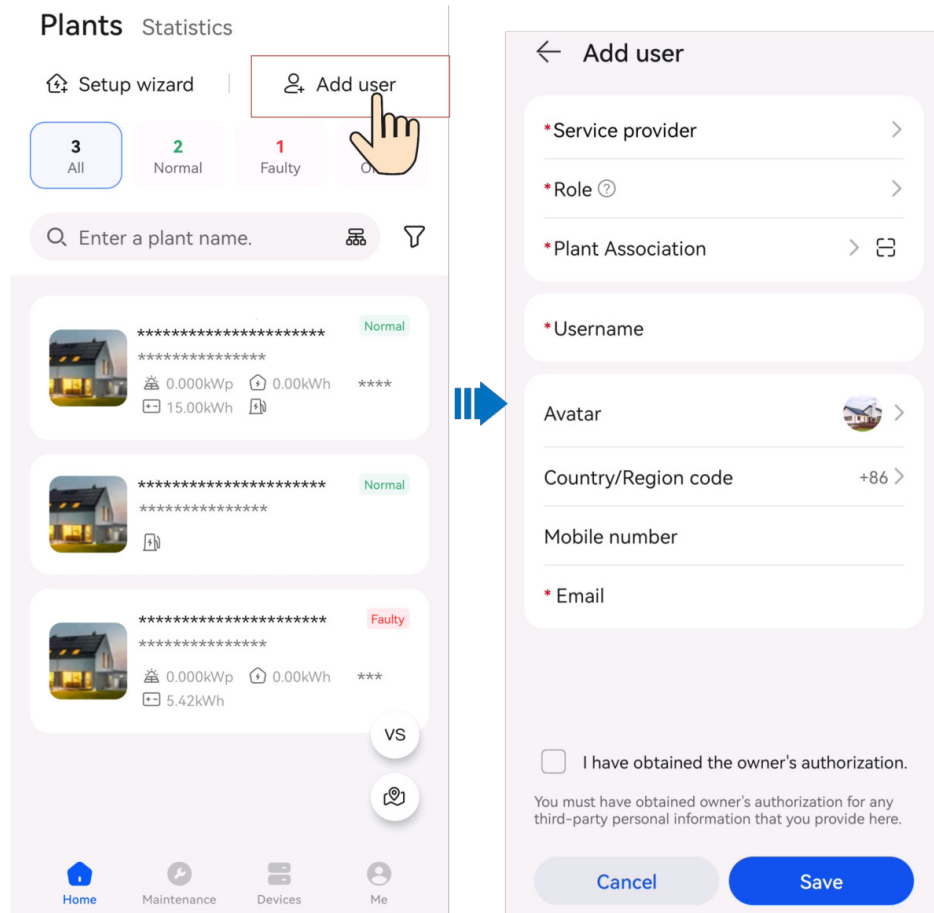 Plants Statistics
Setup wizard
Add user
3
All
2
Normal
1
Faulty
Enter a plant name.
**********************
Normal
***************
0.000kWp 0.00kWh ****
15.00kWh
**********************
Normal
***************
**********************
Faulty
***************
0.000kWp 0.00kWh ***
5.42kWh
VS
Home
Maintenance
Devices
Me
Add user
*Service provider
*Role
*Plant Association
*Username
Avatar
Country/Region code +86
Mobile number
* Email
I have obtained the owner's authorization.
You must have obtained owner's authorization for any
third-party personal information that you provide here.
Cancel
Save